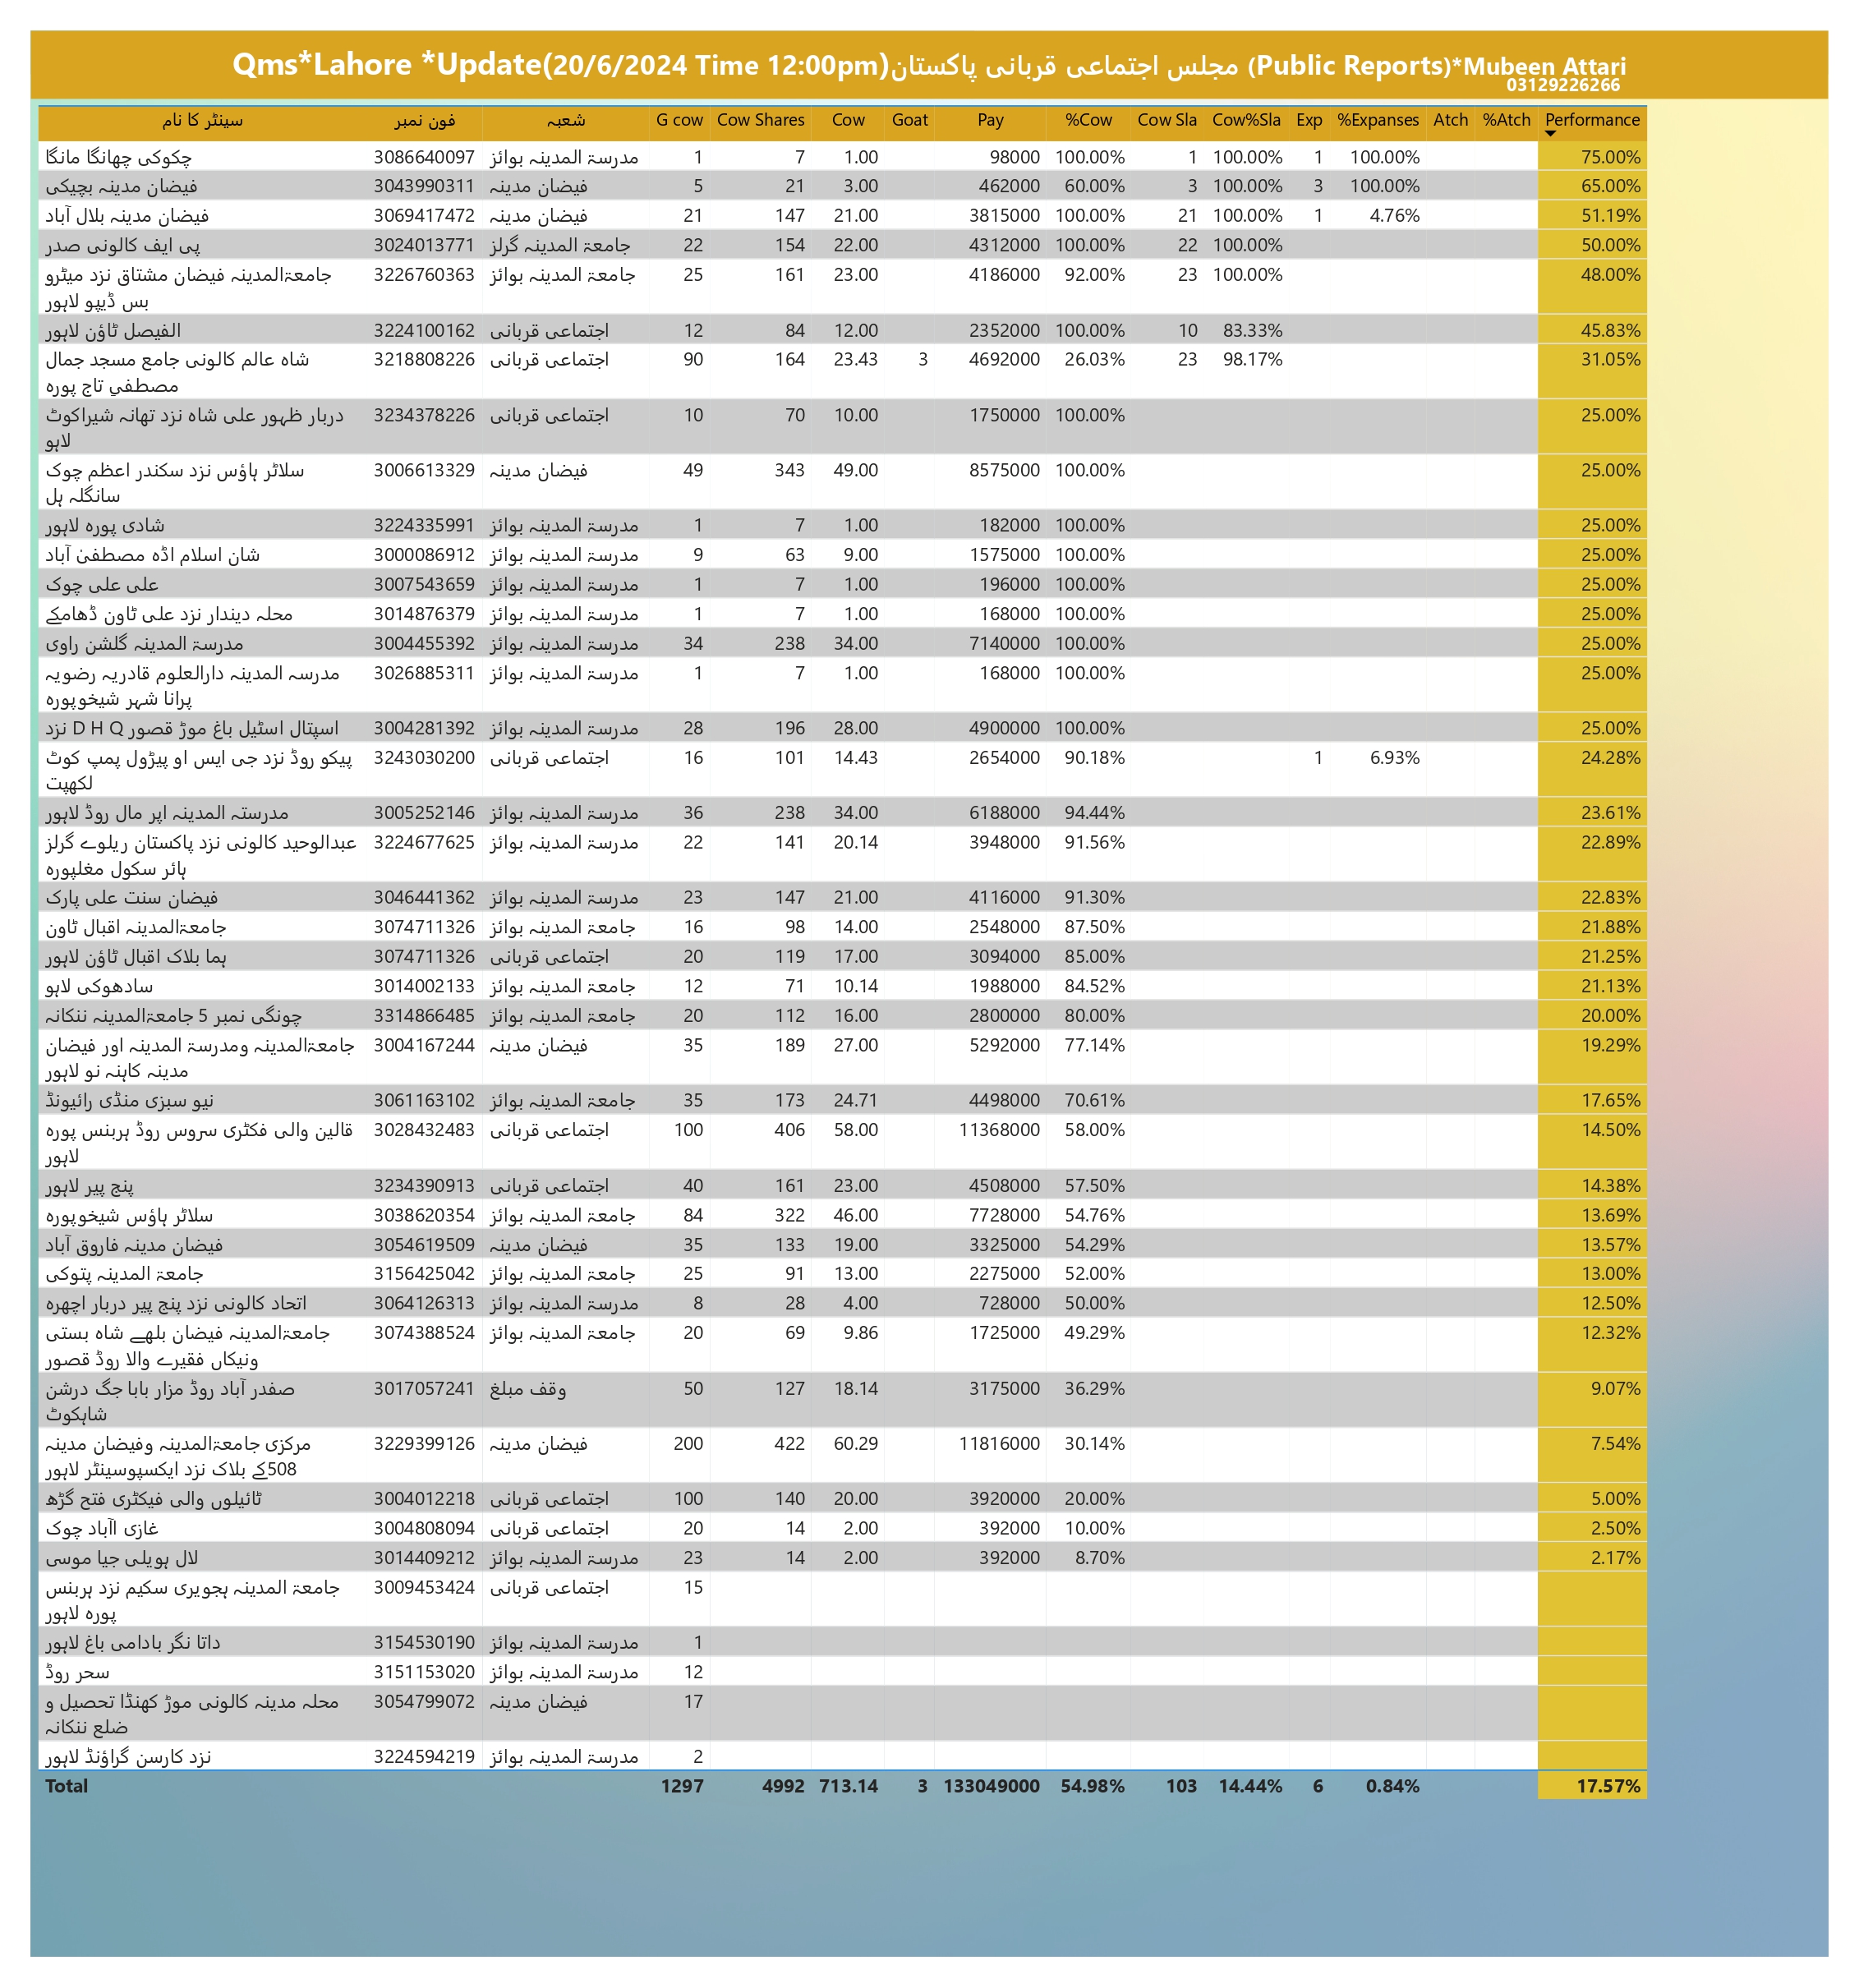 Qms*Lahore *Update(20/6/2024 Time 12:00pm)مجلس اجتماعی قربانی پاکستان (Public Reports)*Mubeen Attari
03129226266
سینٹر کا نام فون نمبر شعبہ G cow Cow Shares Cow Goat Pay %Cow Cow Sla Cow%Sla Exp %Expanses Atch %Atch Performance
چکوکی چھانگا مانگا 3086640097 مدرسۃ المدینہ بوائز 1 7 1.00 98000 100.00% 1 100.00% 1 100.00% 75.00%
فیضان مدینہ بچیکی 3043990311 فیضان مدینہ 5 21 3.00 462000 60.00% 3 100.00% 3 100.00% 65.00%
فیضان مدینہ بلال آباد 3069417472 فیضان مدینہ 21 147 21.00 3815000 100.00% 21 100.00% 1 4.76% 51.19%
پی ایف کالونی صدر 3024013771 جامعۃ المدینہ گرلز 22 154 22.00 4312000 100.00% 22 100.00% 50.00%
جامعۃالمدینہ فیضان مشتاق نزد میٹرو 3226760363 جامعۃ المدینہ بوائز 25 161 23.00 4186000 92.00% 23 100.00% 48.00%
بس ڈیپو لاہور
الفیصل ٹاؤن لاہور 3224100162 اجتماعی قربانی 12 84 12.00 2352000 100.00% 10 83.33% 45.83%
شاہ عالم کالونی جامع مسجد جمال 3218808226 اجتماعی قربانی 90 164 23.43 3 4692000 26.03% 23 98.17% 31.05%
مصطفیٰ تاج پورہ
دربار ظہور علی شاہ نزد تھانہ شیراکوٹ 3234378226 اجتماعی قربانی 10 70 10.00 1750000 100.00% 25.00%
لاہو
سلاٹر ہاؤس نزد سکندر اعظم چوک 3006613329 فیضان مدینہ 49 343 49.00 8575000 100.00% 25.00%
سانگلہ ہل
شادی پورہ لاہور 3224335991 مدرسۃ المدینہ بوائز 1 7 1.00 182000 100.00% 25.00%
شان اسلام اڈہ مصطفیٰ آباد 3000086912 مدرسۃ المدینہ بوائز 9 63 9.00 1575000 100.00% 25.00%
علی علی چوک 3007543659 مدرسۃ المدینہ بوائز 1 7 1.00 196000 100.00% 25.00%
محلہ دیندار نزد علی ٹاون ڈھامکے 3014876379 مدرسۃ المدینہ بوائز 1 7 1.00 168000 100.00% 25.00%
مدرسۃ المدینہ گلشن راوی 3004455392 مدرسۃ المدینہ بوائز 34 238 34.00 7140000 100.00% 25.00%
مدرسہ المدینہ دارالعلوم قادریہ رضویہ 3026885311 مدرسۃ المدینہ بوائز 1 7 1.00 168000 100.00% 25.00%
پرانا شہر شیخوپورہ
نزد D H Q اسپتال اسٹیل باغ موڑ قصور 3004281392 مدرسۃ المدینہ بوائز 28 196 28.00 4900000 100.00% 25.00%
پیکو روڈ نزد جی ایس او پیڑول پمپ کوٹ 3243030200 اجتماعی قربانی 16 101 14.43 2654000 90.18% 1 6.93% 24.28%
لکھپت
مدرستہ المدینہ اپر مال روڈ لاہور 3005252146 مدرسۃ المدینہ بوائز 36 238 34.00 6188000 94.44% 23.61%
عبدالوحید کالونی نزد پاکستان ریلوے گرلز 3224677625 مدرسۃ المدینہ بوائز 22 141 20.14 3948000 91.56% 22.89%
ہائر سکول مغلپورہ
فیضان سنت علی پارک 3046441362 مدرسۃ المدینہ بوائز 23 147 21.00 4116000 91.30% 22.83%
جامعۃالمدینہ اقبال ٹاون 3074711326 جامعۃ المدینہ بوائز 16 98 14.00 2548000 87.50% 21.88%
ہما بلاک اقبال ٹاؤن لاہور 3074711326 اجتماعی قربانی 20 119 17.00 3094000 85.00% 21.25%
سادھوکی لاہو 3014002133 جامعۃ المدینہ بوائز 12 71 10.14 1988000 84.52% 21.13%
چونگی نمبر 5 جامعۃالمدینہ ننکانہ 3314866485 جامعۃ المدینہ بوائز 20 112 16.00 2800000 80.00% 20.00%
جامعۃالمدینہ ومدرسۃ المدینہ اور فیضان 3004167244 فیضان مدینہ 35 189 27.00 5292000 77.14% 19.29%
مدینہ کاہنہ نو لاہور
نیو سبزی منڈی رائیونڈ 3061163102 جامعۃ المدینہ بوائز 35 173 24.71 4498000 70.61% 17.65%
قالین والی فکٹری سروس روڈ ہربنس پورہ 3028432483 اجتماعی قربانی 100 406 58.00 11368000 58.00% 14.50%
لاہور
پنج پیر لاہور 3234390913 اجتماعی قربانی 40 161 23.00 4508000 57.50% 14.38%
سلاٹر ہاؤس شیخوپورہ 3038620354 جامعۃ المدینہ بوائز 84 322 46.00 7728000 54.76% 13.69%
فیضان مدینہ فاروق آباد 3054619509 فیضان مدینہ 35 133 19.00 3325000 54.29% 13.57%
جامعۃ المدینہ پتوکی 3156425042 جامعۃ المدینہ بوائز 25 91 13.00 2275000 52.00% 13.00%
اتحاد کالونی نزد پنج پیر دربار اچھرہ 3064126313 مدرسۃ المدینہ بوائز 8 28 4.00 728000 50.00% 12.50%
جامعۃالمدینہ فیضان بلھے شاہ بستی 3074388524 جامعۃ المدینہ بوائز 20 69 9.86 1725000 49.29% 12.32%
ونیکاں فقیرے والا روڈ قصور
صفدر آباد روڈ مزار بابا جگ درشن 3017057241 وقف مبلغ 50 127 18.14 3175000 36.29% 9.07%
شاہکوٹ
مرکزی جامعۃالمدینہ وفیضان مدینہ 3229399126 فیضان مدینہ 200 422 60.29 11816000 30.14% 7.54%
508کے بلاک نزد ایکسپوسینٹر لاہور
ٹائیلوں والی فیکٹری فتح گڑھ 3004012218 اجتماعی قربانی 100 140 20.00 3920000 20.00% 5.00%
غازی اآباد چوک 3004808094 اجتماعی قربانی 20 14 2.00 392000 10.00% 2.50%
لال ہویلی جیا موسی 3014409212 مدرسۃ المدینہ بوائز 23 14 2.00 392000 8.70% 2.17%
جامعۃ المدینہ ہجویری سکیم نزد ہربنس 3009453424 اجتماعی قربانی 15
پورہ لاہور
داتا نگر بادامی باغ لاہور 3154530190 مدرسۃ المدینہ بوائز 1
سحر روڈ 3151153020 مدرسۃ المدینہ بوائز 12
محلہ مدینہ کالونی موڑ کھنڈا تحصیل و 3054799072 فیضان مدینہ 17
ضلع ننکانہ
نزد کارسن گراؤنڈ لاہور 3224594219 مدرسۃ المدینہ بوائز 2
Total 1297 4992 713.14 3 133049000 54.98% 103 14.44% 6 0.84% 17.57%